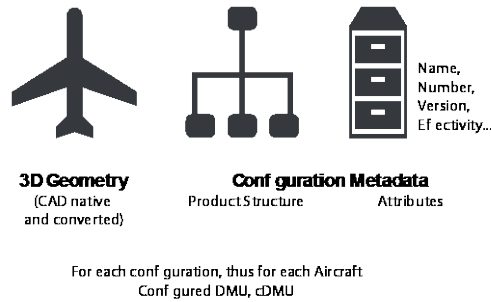 Name,
Number,
Version,
Ef ectivity...
3D Geometry
(CAD native
and converted)
Conf guration Metadata
Product Structure
Attributes
For each conf guration, thus for each Aircraft
Conf gured DMU, cDMU